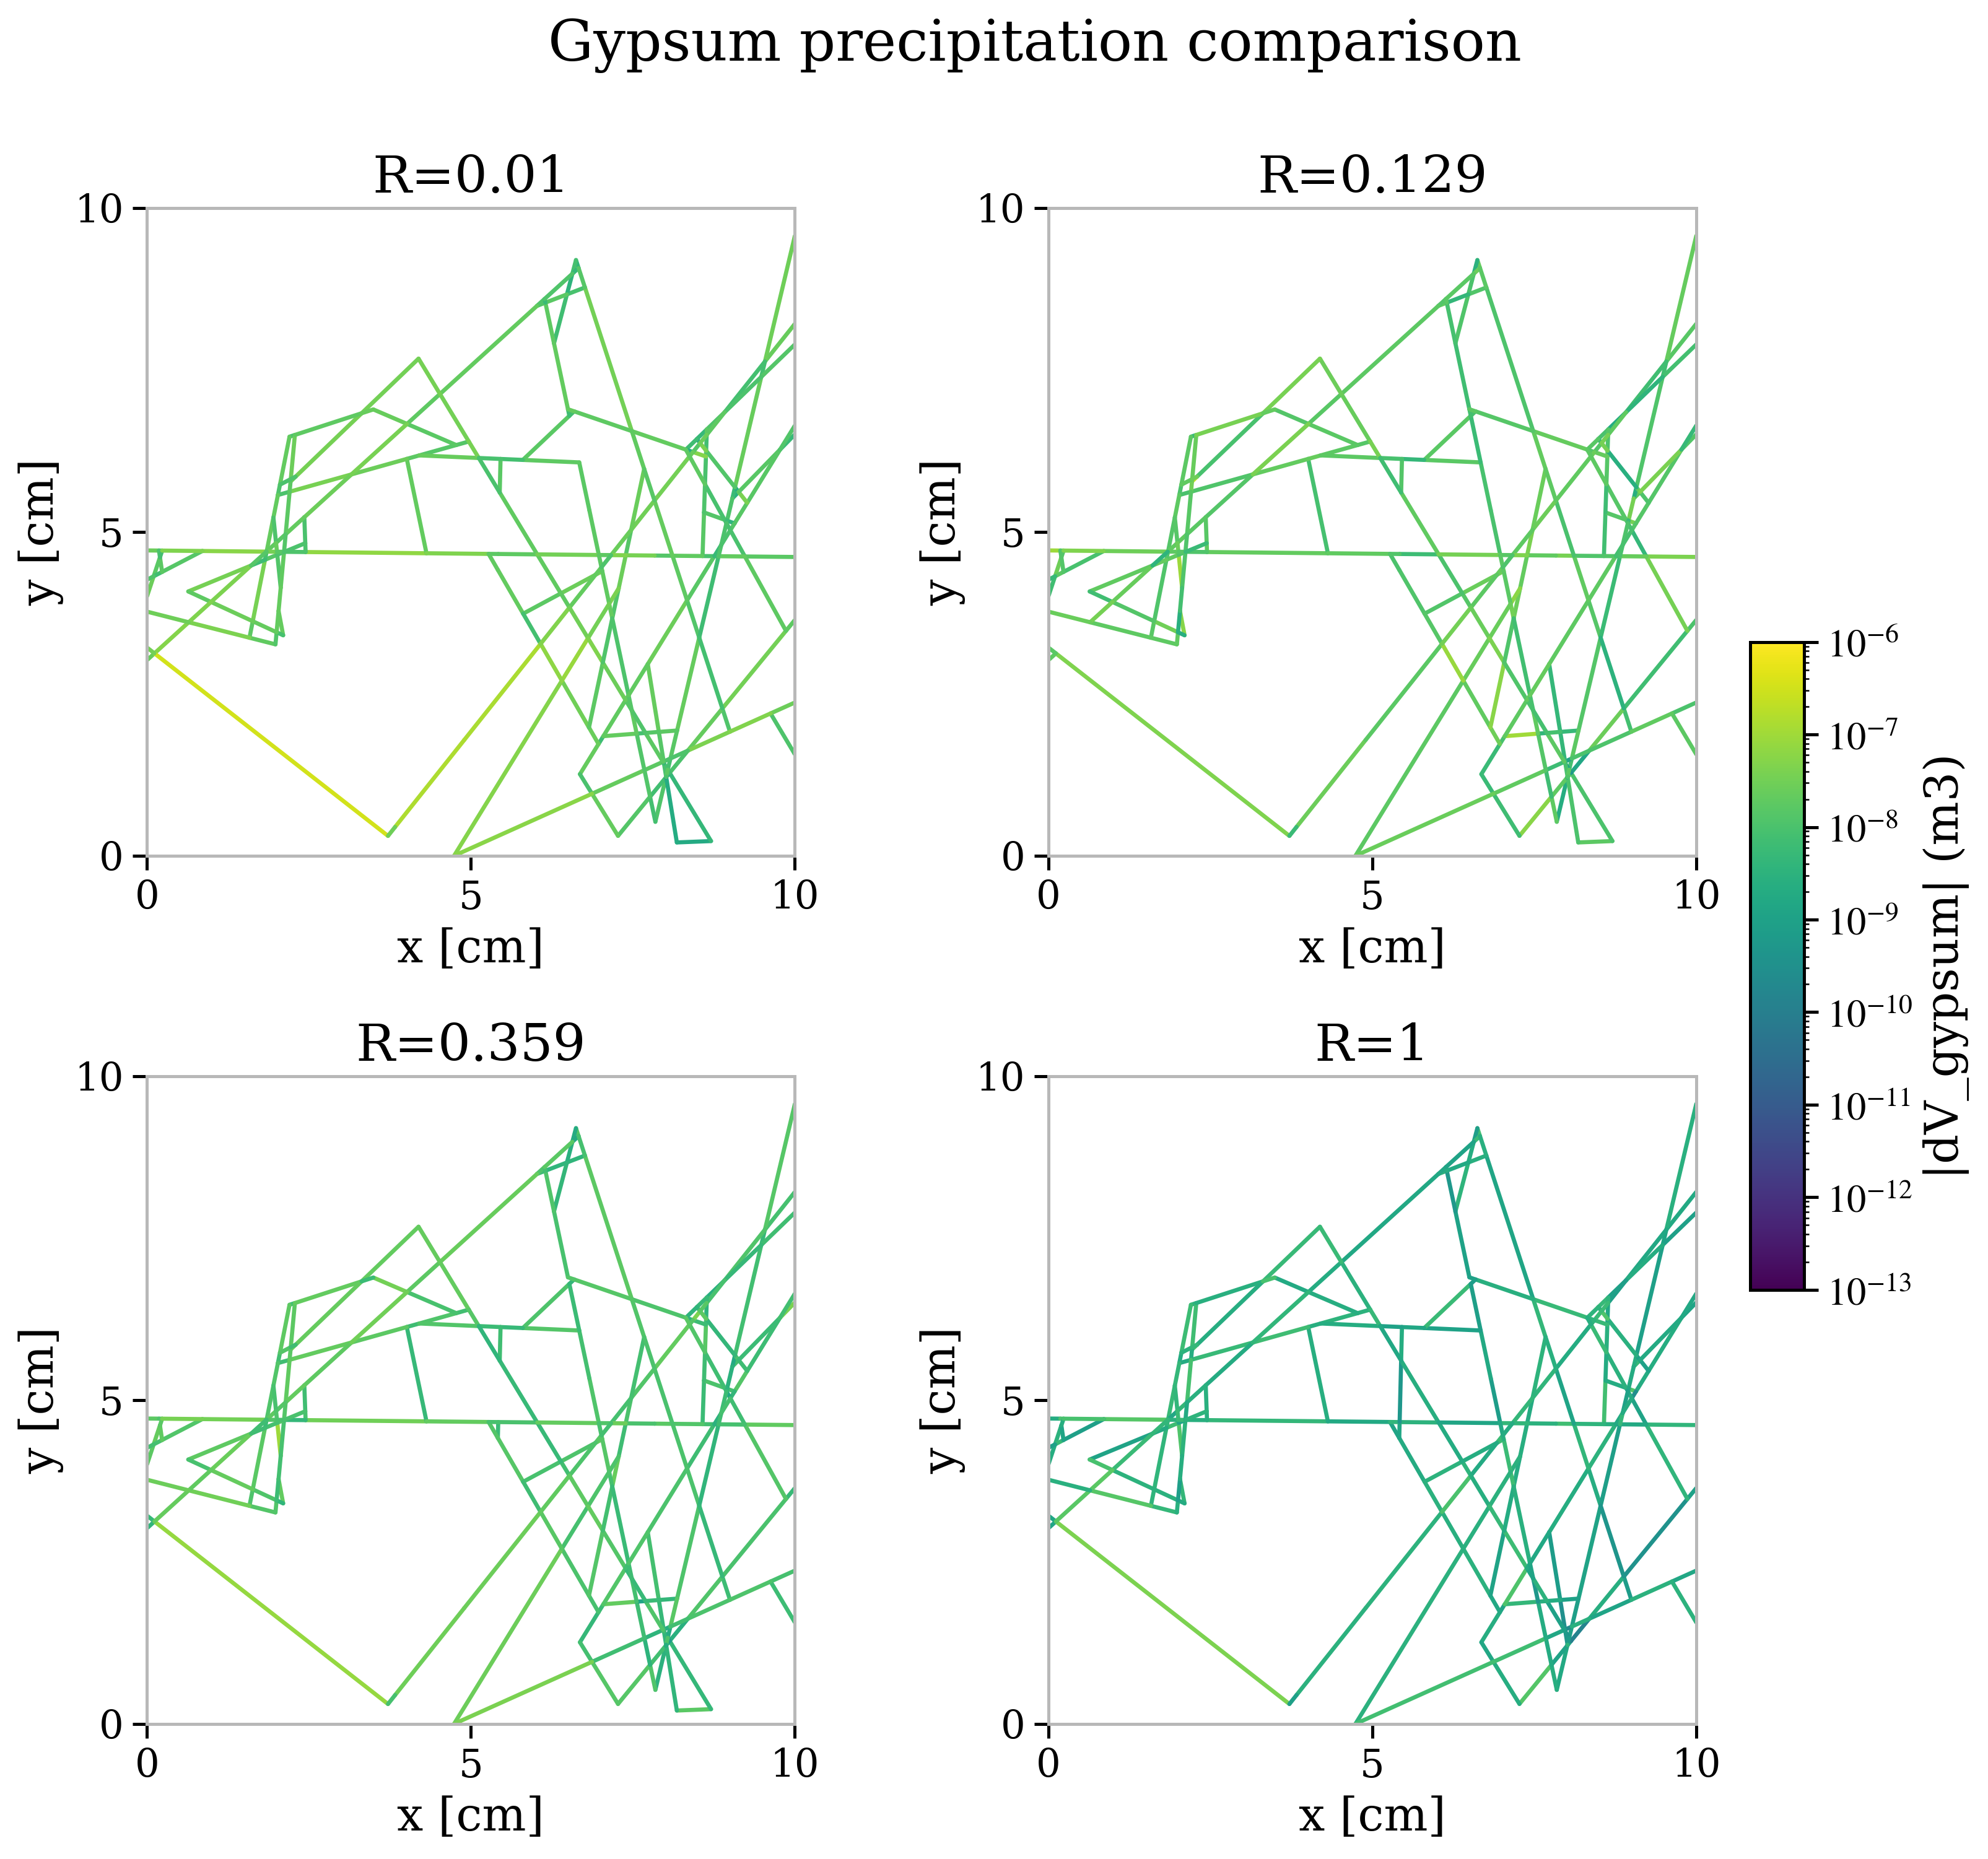 Gypsum precipitation comparison
R=0.01
10
5
0
0 5 10
x [cm]
y [cm]
R=0.129
10
5
0
0 5 10
x [cm]
y [cm]
R=0.359
10
5
0
0 5 10
x [cm]
y [cm]
R=1
10
5
0
0 5 10
x [cm]
y [cm]
10⁻⁶
10⁻⁷
10⁻⁸
10⁻⁹
10⁻¹⁰
10⁻¹¹
10⁻¹²
10⁻¹³
|dV_gypsum| (m3)